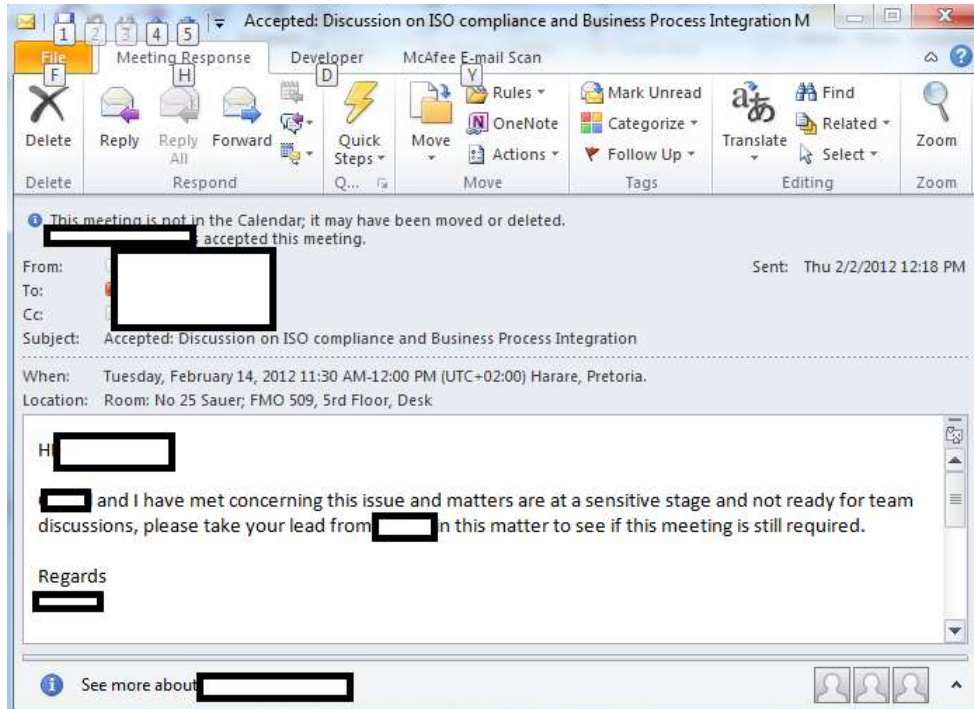 Accepted: Discussion on ISO compliance and Business Process Integration M
1 2 3 4 5
File Meeting Response Developer McAfee E-mail Scan
F H D Y
Delete Reply Reply All Forward Quick Steps Move Rules OneNote Actions Mark Unread Categorize Follow Up Translate Find Related Select Zoom
Delete Respond Q... Move Tags Editing Zoom
This meeting is not in the Calendar; it may have been moved or deleted.
accepted this meeting.
From: Sent: Thu 2/2/2012 12:18 PM
To:
Cc:
Subject: Accepted: Discussion on ISO compliance and Business Process Integration
When: Tuesday, February 14, 2012 11:30 AM-12:00 PM (UTC+02:00) Harare, Pretoria.
Location: Room: No 25 Sauer; FMO 509, 5rd Floor, Desk
and I have met concerning this issue and matters are at a sensitive stage and not ready for team
discussions, please take your lead from in this matter to see if this meeting is still required.
Regards
See more about